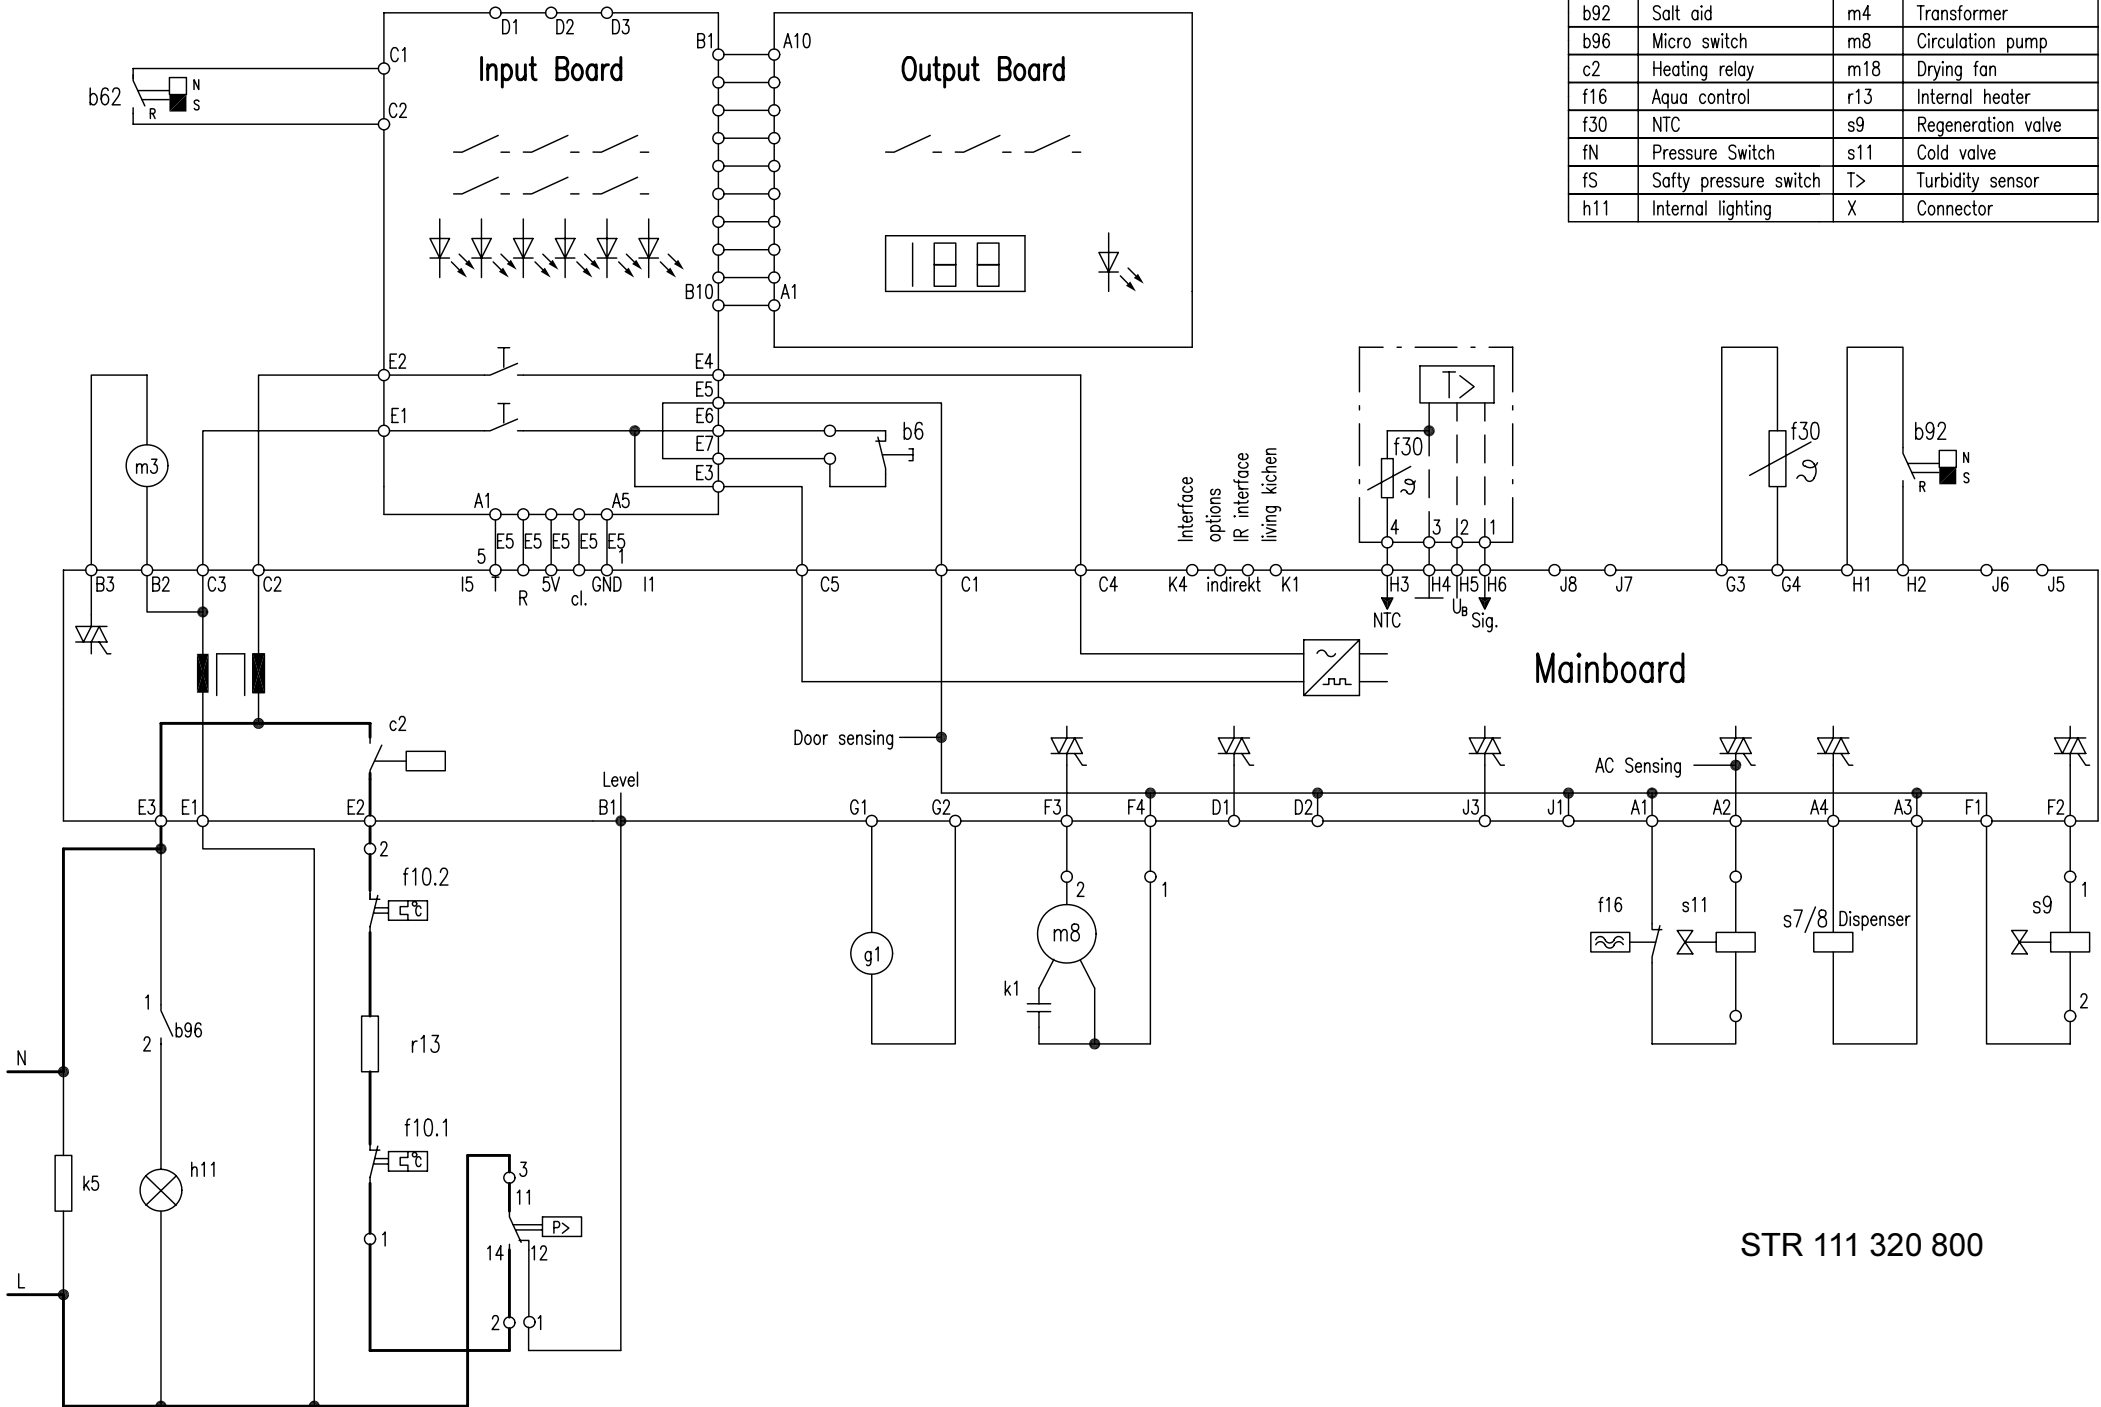 b92 Salt aid m4 Transformer
b96 Micro switch m8 Circulation pump
c2 Heating relay m18 Drying fan
f16 Aqua control r13 Internal heater
f30 NTC s9 Regeneration valve
fN Pressure Switch s11 Cold valve
fS Safty pressure switch T> Turbidity sensor
h11 Internal lighting X Connector
D1 D2 D3
C1 B1 A10
Input Board Output Board
b62 N
S
R
C2
B10 A1
E2 E4
E5
E1 E6
E7
E3
b6
m3
A1 A5
E5 E5 E5 E5 E5
5 1
Interface
options
IR interface
living kichen
T>
f30
ϑ
4 3 2 1
f30
ϑ
b92 N
S
R
B3 B2 C3 C2 I5 T R 5V cl. GND I1 C5 C1 C4 K4 indirekt K1 H3 H4 H5 H6 J8 J7 G3 G4 H1 H2 J6 J5
NTC UB Sig.
Mainboard
c2
Door sensing
AC Sensing
Level
E3 E1 E2 B1 G1 G2 F3 F4 D1 D2 J3 J1 A1 A2 A4 A3 F1 F2
2
f10.2
°C
2 1 1
f16 s11 s7/8 Dispenser s9
g1 m8
k1
1
b96
2
2
r13
N
f10.1
°C
k5 h11
3
11
P>
1
14 12
2 1
L
STR 111 320 800